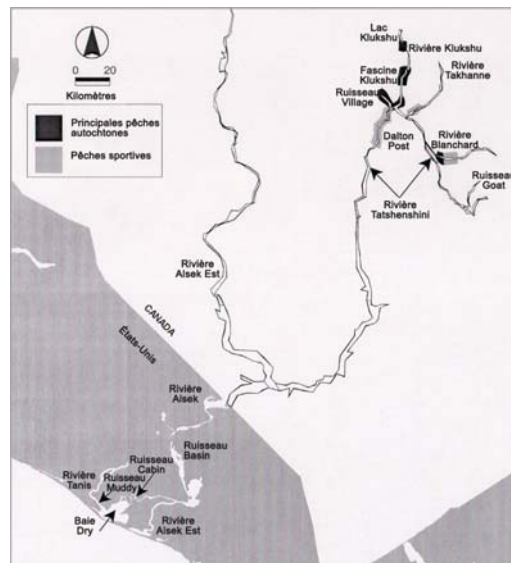 Lac
Klukshu
Rivière Klukshu
Rivière
Takhanne
Fascine
Klukshu
Ruisseau
Village
0 20
Kilomètres
Principales pêches
autochtones
Pêches sportives
Dalton
Post
Rivière
Blanchard
Ruisseau
Goat
Rivière
Tatshenshini
Rivière
Alsek Est
CANADA
États-Unis
Rivière
Alsek
Ruisseau
Basin
Ruisseau
Cabin
Rivière
Tanis
Ruisseau
Muddy
Baie
Dry
Rivière
Alsek Est